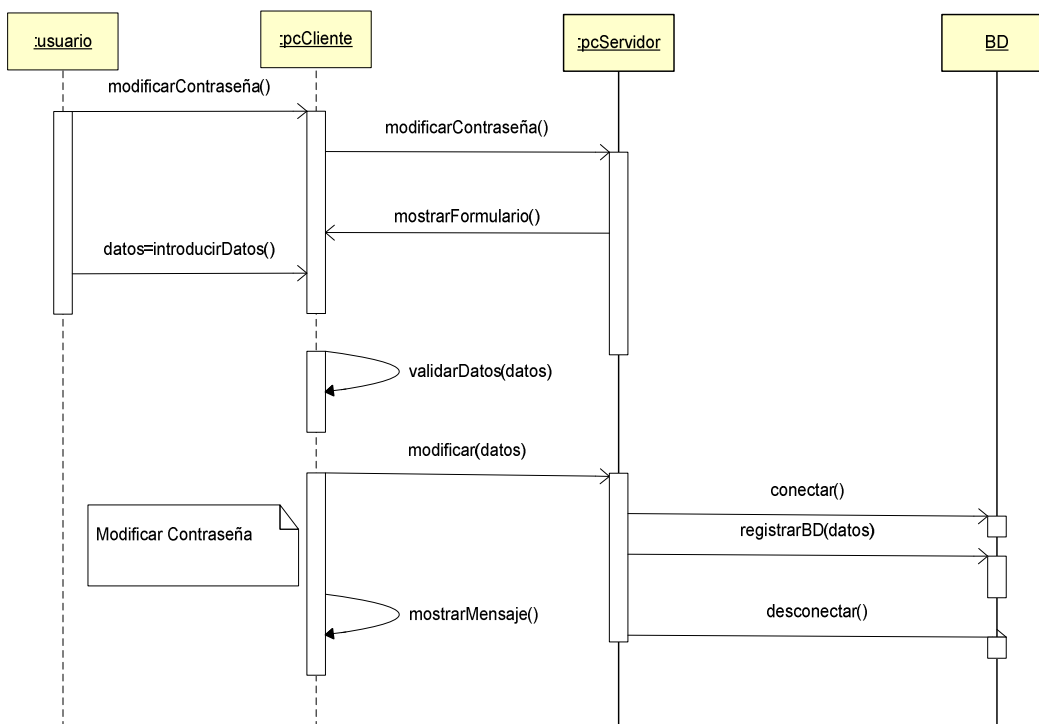 :usuario
:pcCliente
:pcServidor
BD
modificarContraseña()
modificarContraseña()
mostrarFormulario()
datos=introducirDatos()
validarDatos(datos)
modificar(datos)
conectar()
registrarBD(datos)
Modificar Contraseña
mostrarMensaje()
desconectar()